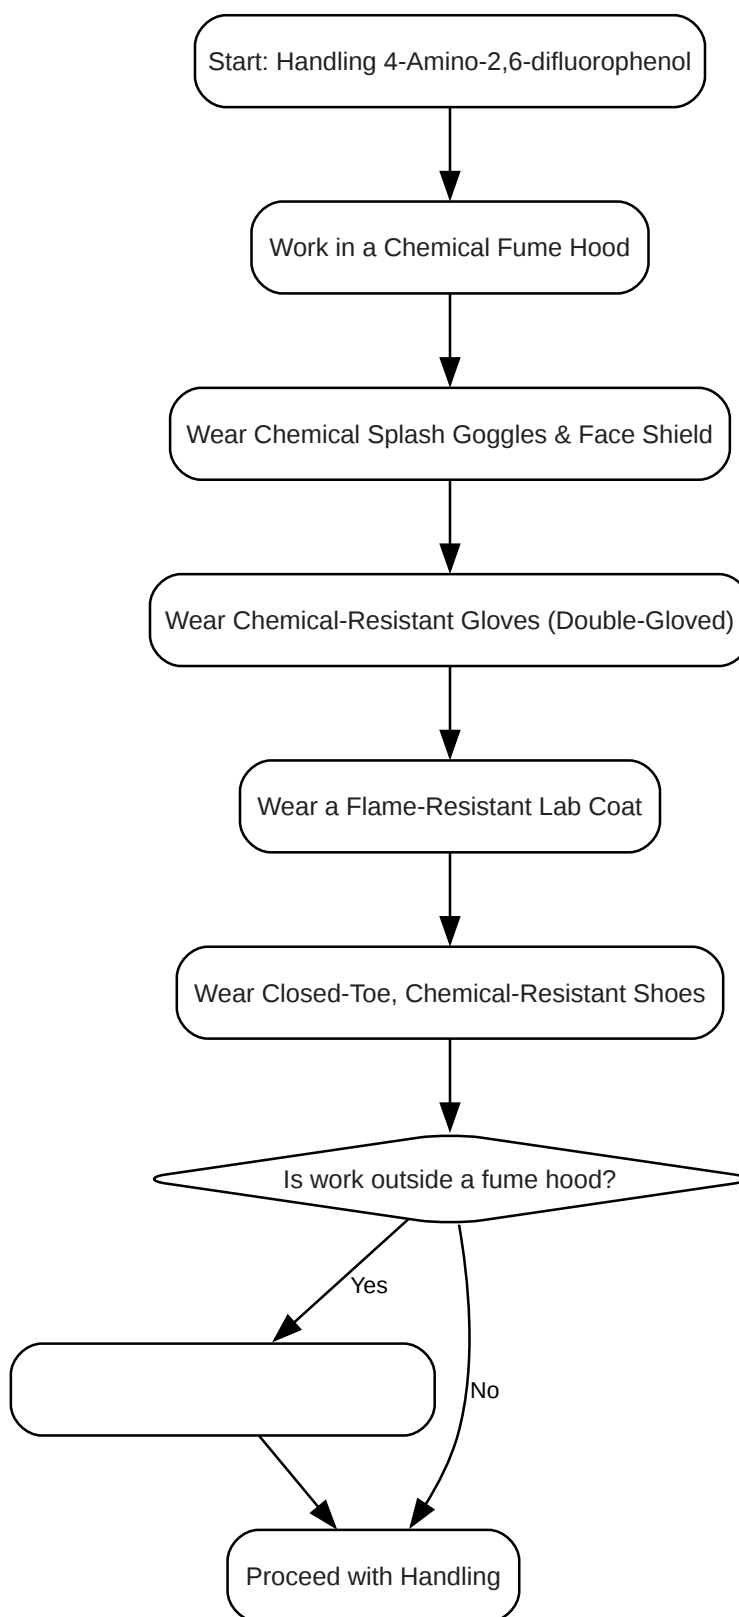 Start: Handling 4-Amino-2,6-difluorophenol
Work in a Chemical Fume Hood
Wear Chemical Splash Goggles & Face Shield
Wear Chemical-Resistant Gloves (Double-Gloved)
Wear a Flame-Resistant Lab Coat
Wear Closed-Toe, Chemical-Resistant Shoes
Is work outside a fume hood?
Yes
No
Proceed with Handling